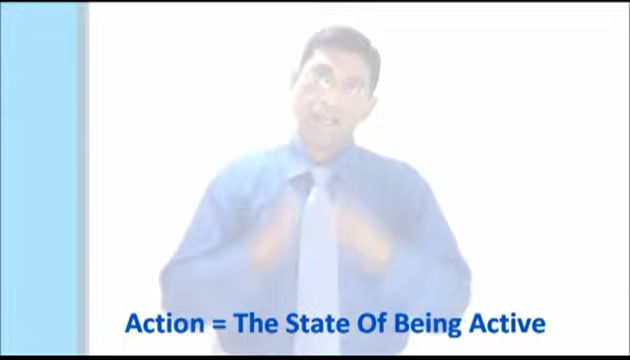 Action = The State Of Being Active